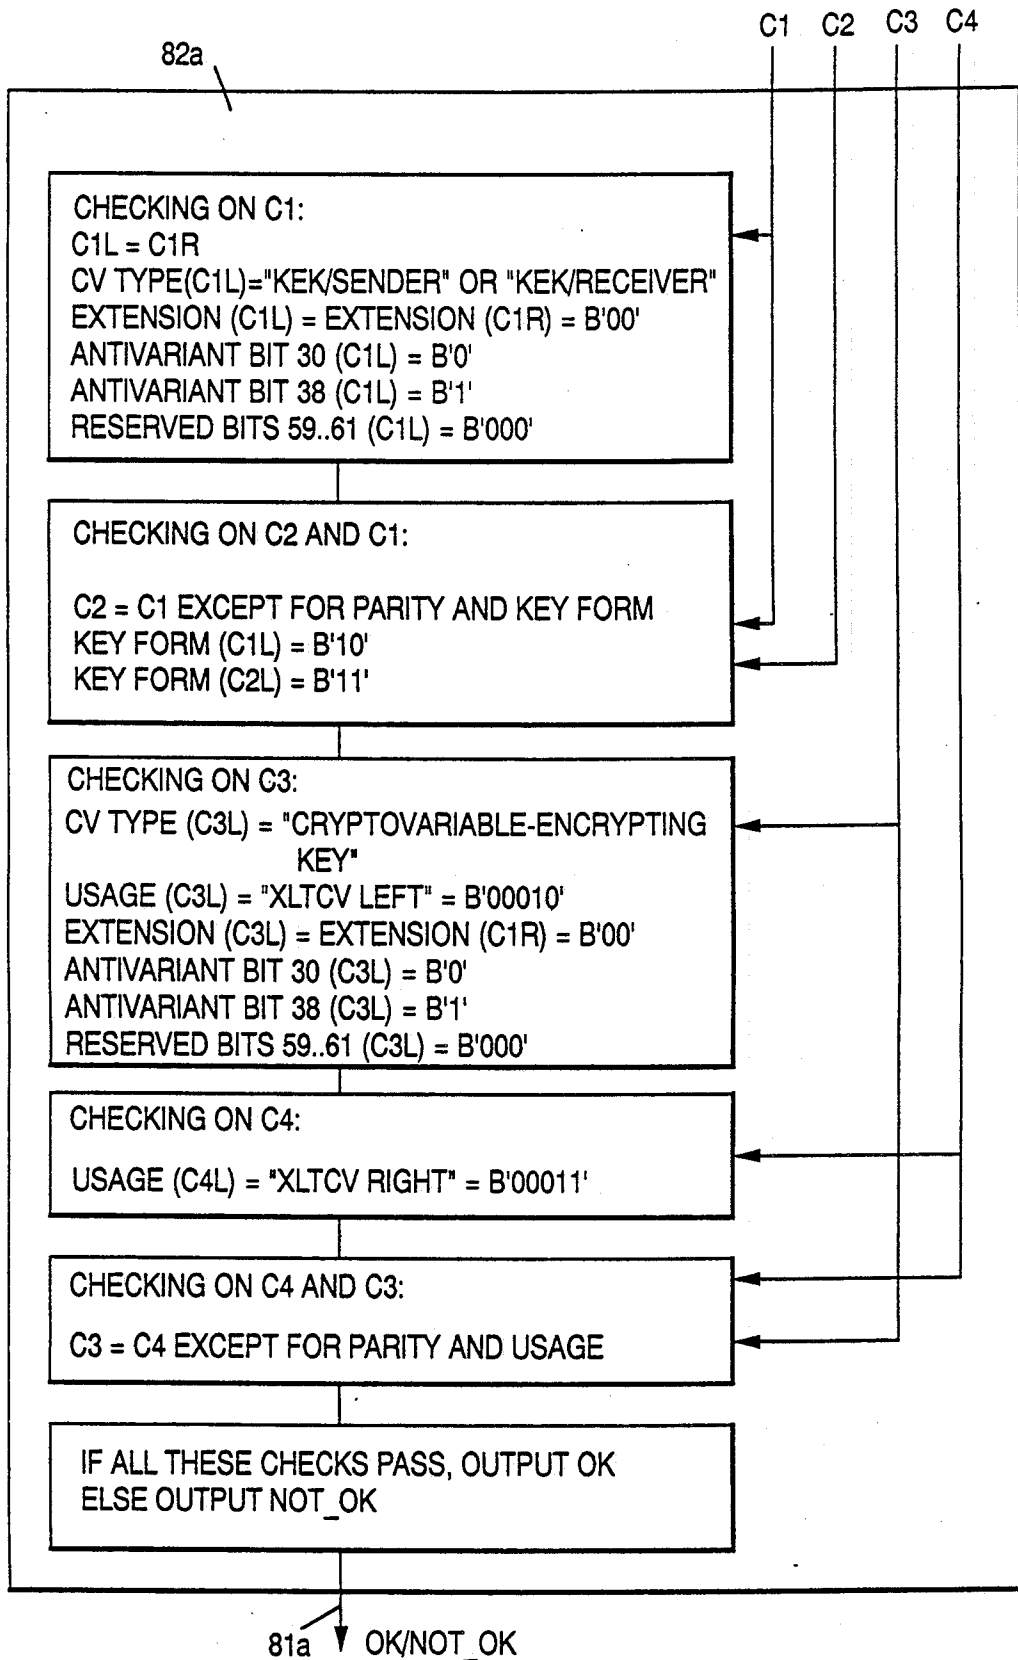 C1 C2 C3 C4
82a
CHECKING ON C1:
C1L = C1R
CV TYPE(C1L)="KEK/SENDER" OR "KEK/RECEIVER"
EXTENSION (C1L) = EXTENSION (C1R) = B'00'
ANTIVARIANT BIT 30 (C1L) = B'0'
ANTIVARIANT BIT 38 (C1L) = B'1'
RESERVED BITS 59..61 (C1L) = B'000'
CHECKING ON C2 AND C1:
C2 = C1 EXCEPT FOR PARITY AND KEY FORM
KEY FORM (C1L) = B'10'
KEY FORM (C2L) = B'11'
CHECKING ON C3:
CV TYPE (C3L) = "CRYPTOVARIABLE-ENCRYPTING
KEY"
USAGE (C3L) = "XLTCV LEFT" = B'00010'
EXTENSION (C3L) = EXTENSION (C1R) = B'00'
ANTIVARIANT BIT 30 (C3L) = B'0'
ANTIVARIANT BIT 38 (C3L) = B'1'
RESERVED BITS 59..61 (C3L) = B'000'
CHECKING ON C4:
USAGE (C4L) = "XLTCV RIGHT" = B'00011'
CHECKING ON C4 AND C3:
C3 = C4 EXCEPT FOR PARITY AND USAGE
IF ALL THESE CHECKS PASS, OUTPUT OK
ELSE OUTPUT NOT_OK
81a OK/NOT_OK